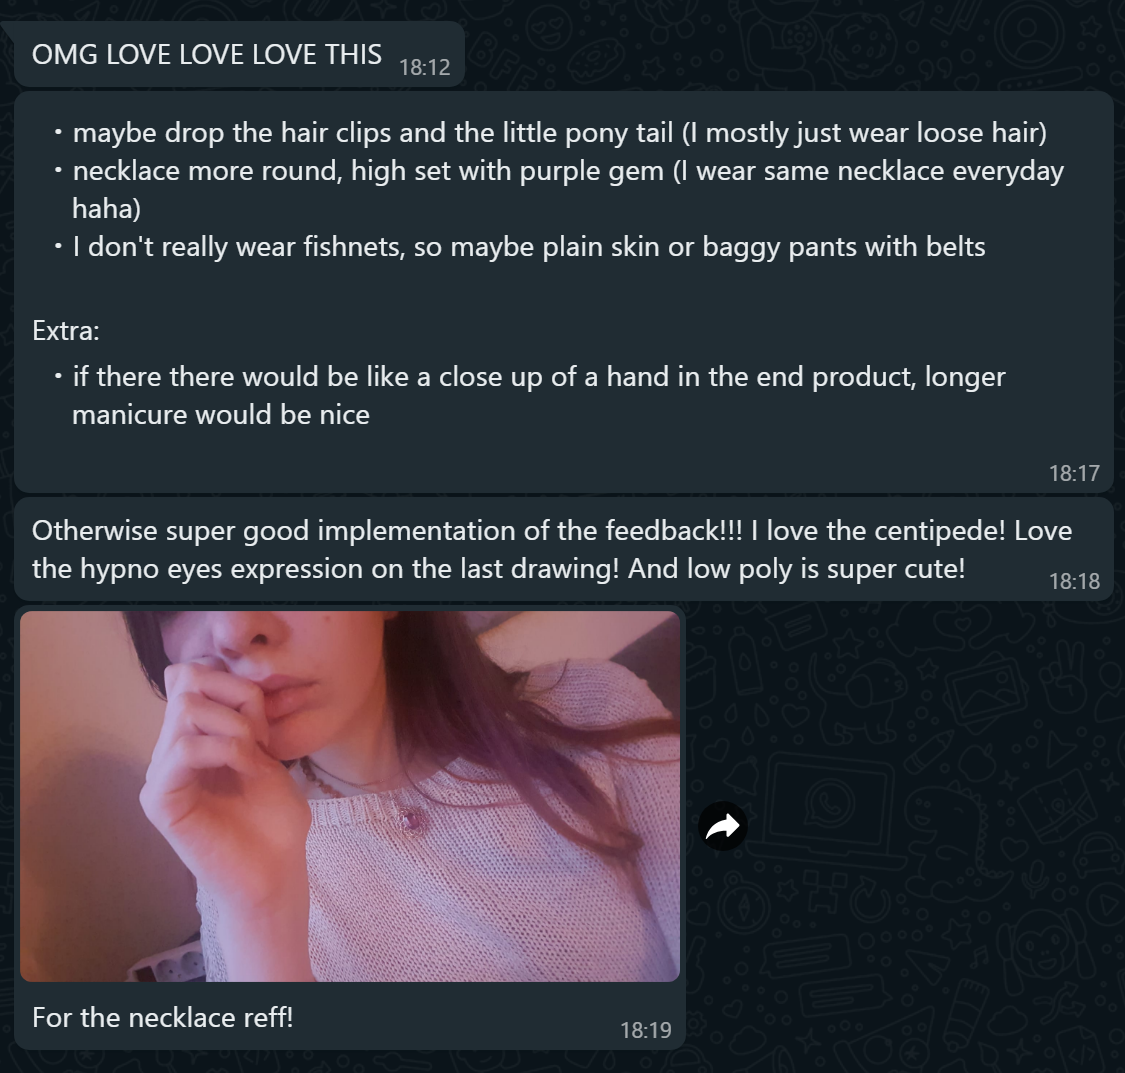 OMG LOVE LOVE LOVE THIS 18:12
• maybe drop the hair clips and the little pony tail (I mostly just wear loose hair)
• necklace more round, high set with purple gem (I wear same necklace everyday
haha)
• I don't really wear fishnets, so maybe plain skin or baggy pants with belts
Extra:
• if there there would be like a close up of a hand in the end product, longer
manicure would be nice
18:17
Otherwise super good implementation of the feedback!!! I love the centipede! Love
the hypno eyes expression on the last drawing! And low poly is super cute! 18:18
For the necklace reff! 18:19